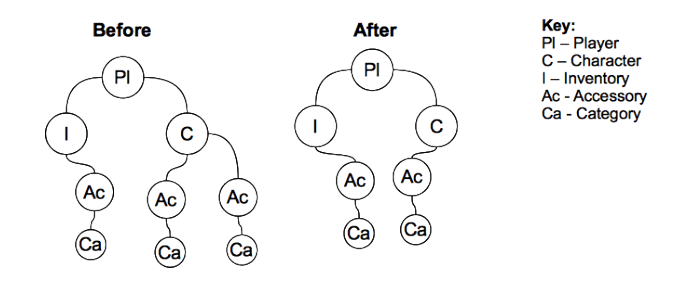 Before
After
Key:
Pl – Player
C – Character
I – Inventory
Ac - Accessory
Ca - Category
Pl
I
C
Ac
Ac
Ac
Ca
Ca
Ca
Pl
I
C
Ac
Ac
Ca
Ca